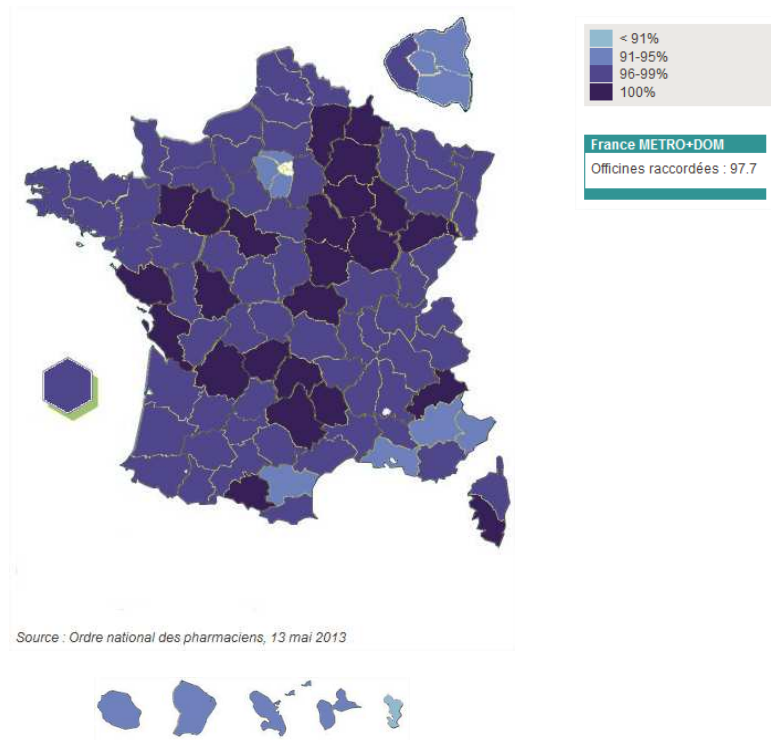 < 91%
91-95%
96-99%
100%
France METRO+DOM
Officines raccordées : 97.7
Source : Ordre national des pharmaciens, 13 mai 2013